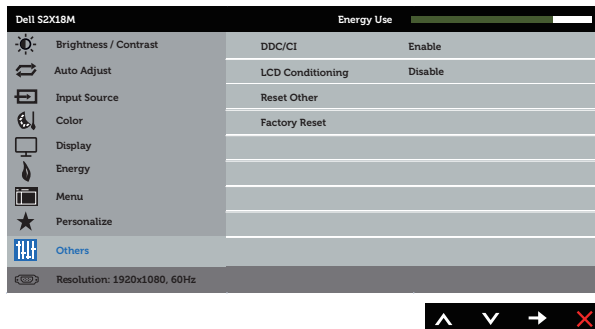 Dell S2X18M Energy Use
Brightness / Contrast DDC/CI Enable
Auto Adjust LCD Conditioning Disable
Input Source Reset Other
Color Factory Reset
Display
Energy
Menu
Personalize
Others
Resolution: 1920x1080, 60Hz